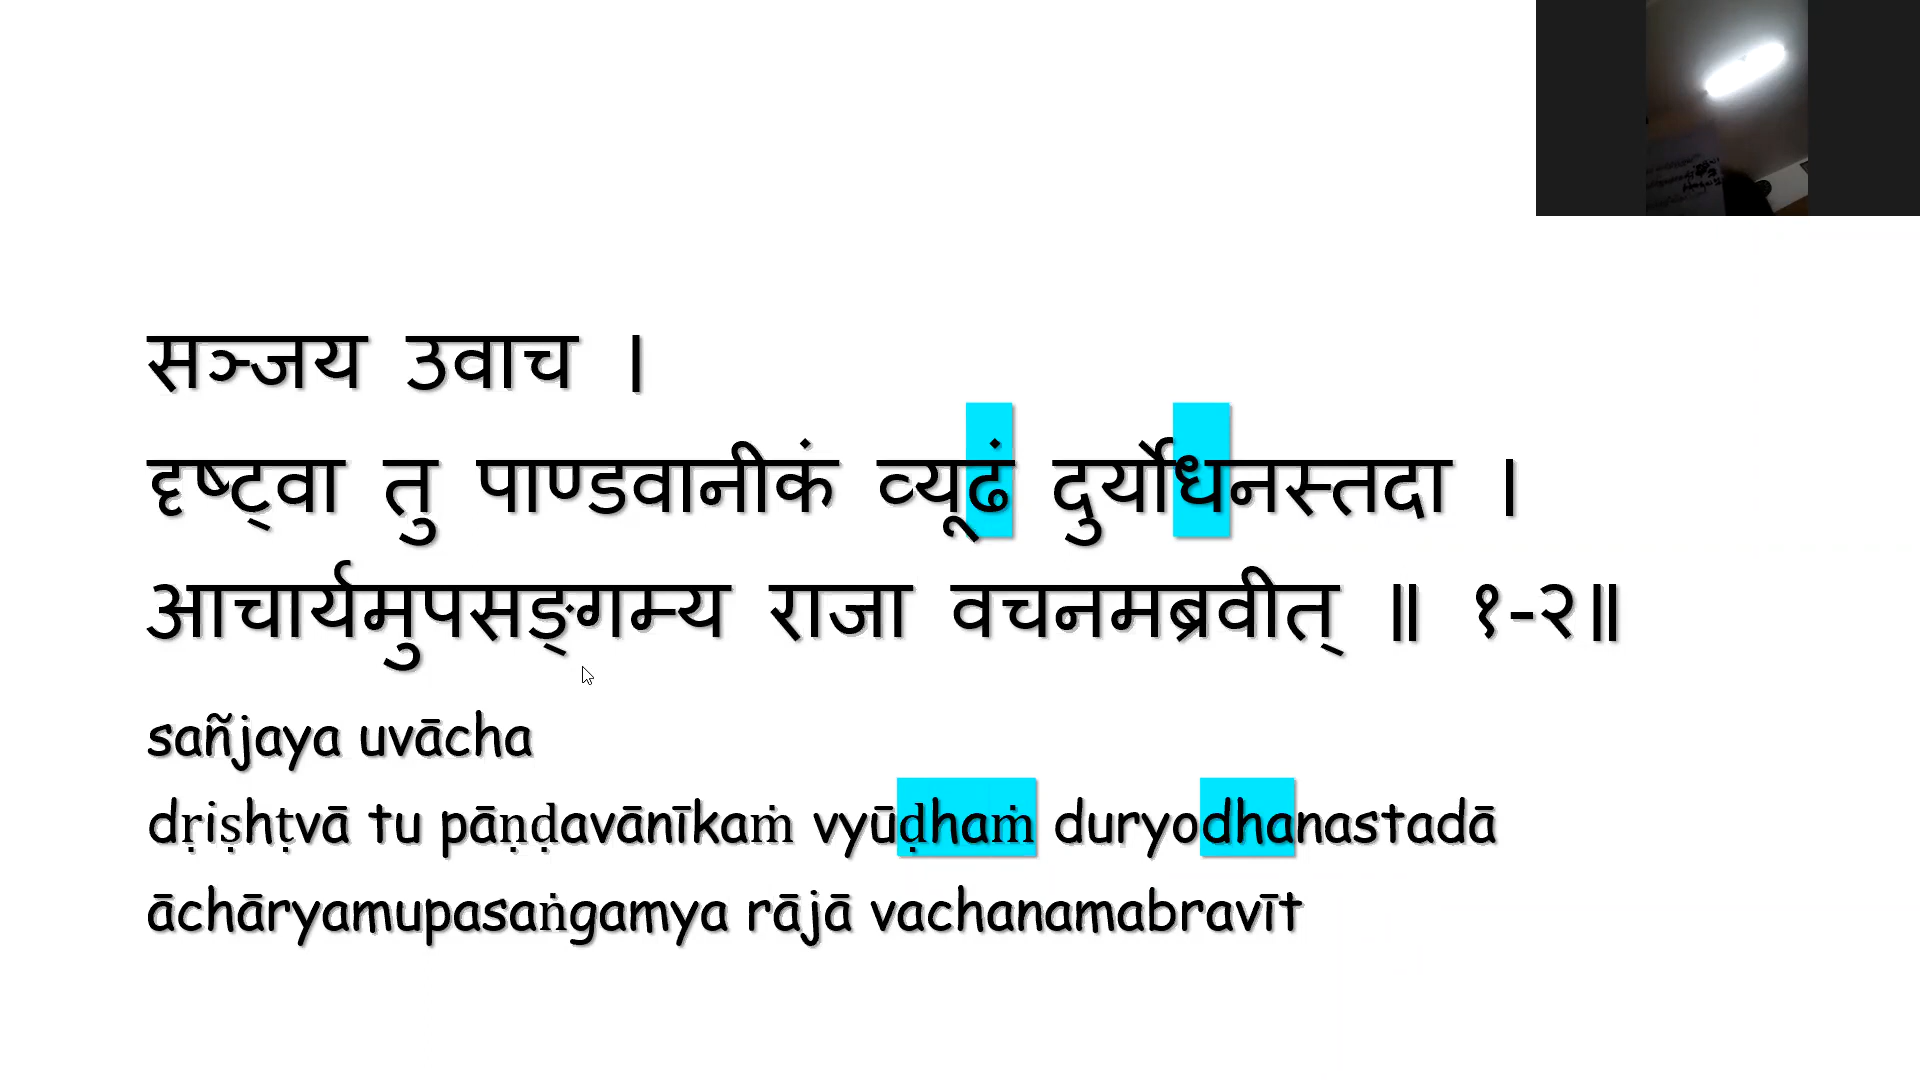 सञ्जय उवाच ।
दृष्ट्वा तु पाण्डवानीकं व्यूढं दुर्योधनस्तदा ।
आचार्यमुपसङ्गम्य राजा वचनमब्रवीत् ॥ १-२॥
sañjaya uvācha
dṛiṣhṭvā tu pāṇḍavānīkaṁ vyūḍhaṁ duryodhanastadā
āchāryamupasaṅgamya rājā vachanamabravīt